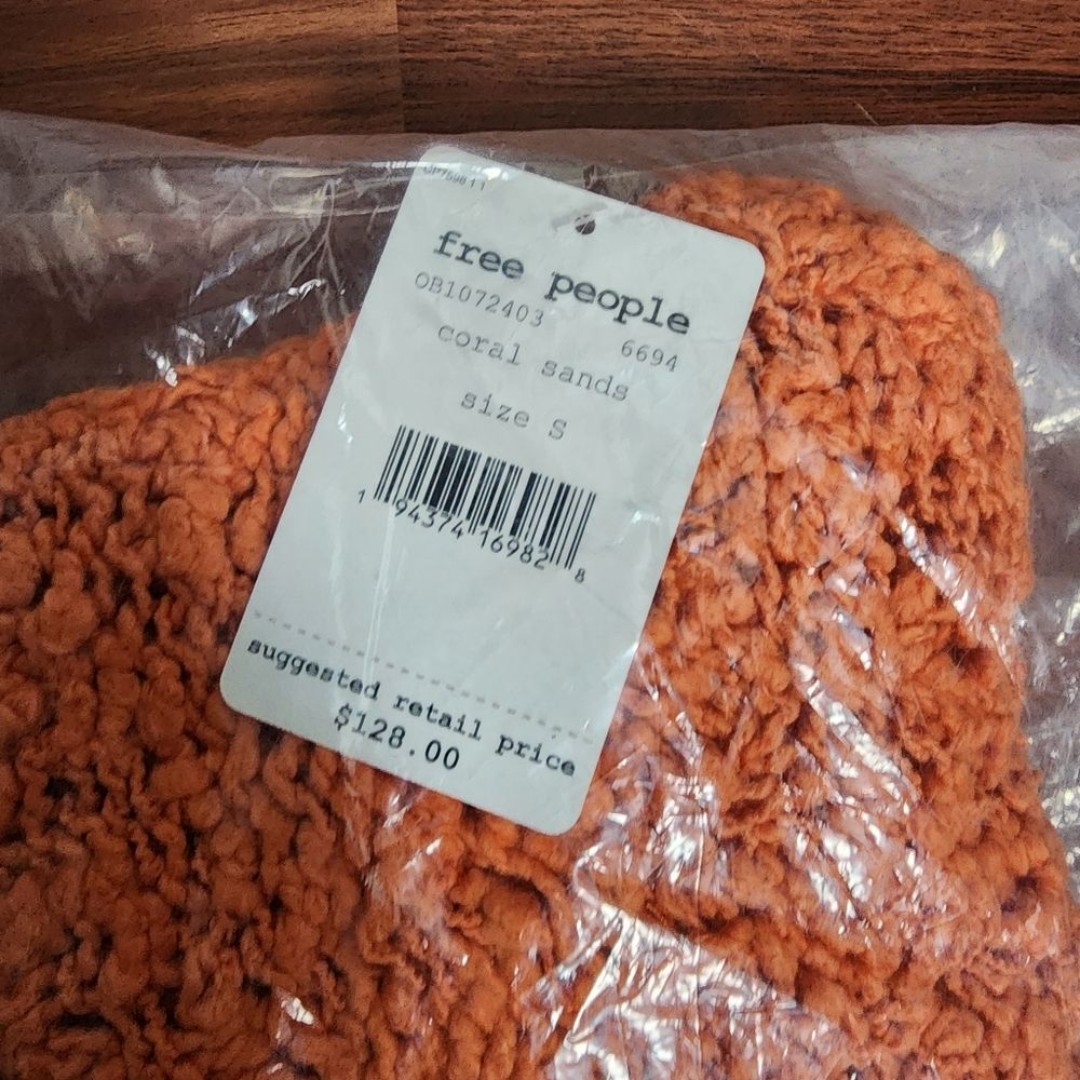 free people
OB1072403 6694
coral sands
size S
1 94374 16982 8
suggested retail price
$128.00